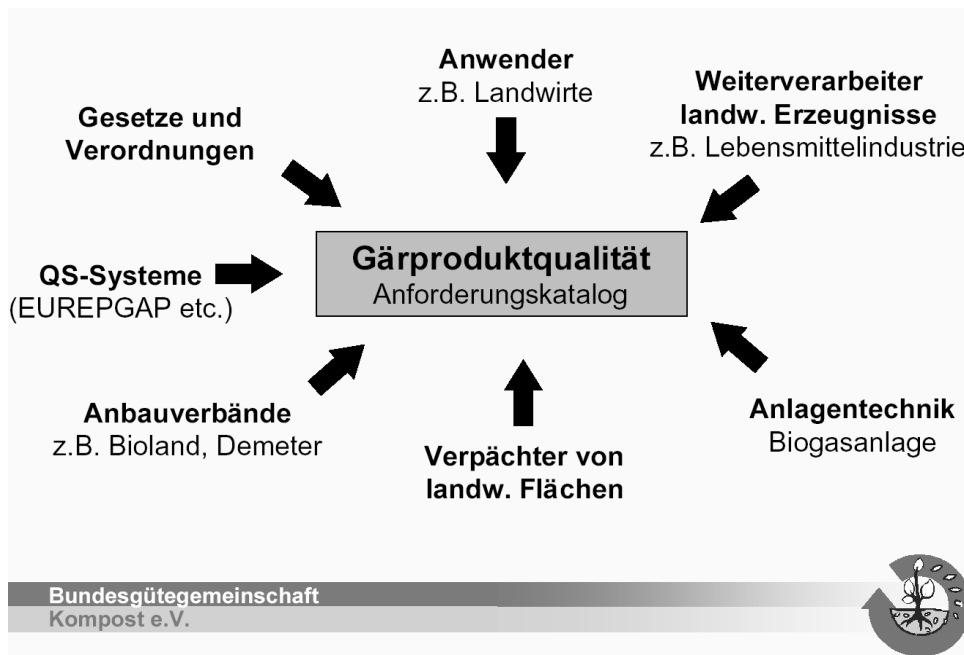 Anwender
z.B. Landwirte
Weiterverarbeiter
landw. Erzeugnisse
z.B. Lebensmittelindustrie
Gesetze und
Verordnungen
Gärproduktqualität
Anforderungskatalog
QS-Systeme
(EUREPGAP etc.)
Anbauverbände
z.B. Bioland, Demeter
Verpächter von
landw. Flächen
Anlagentechnik
Biogasanlage
Bundesgütegemeinschaft
Kompost e.V.